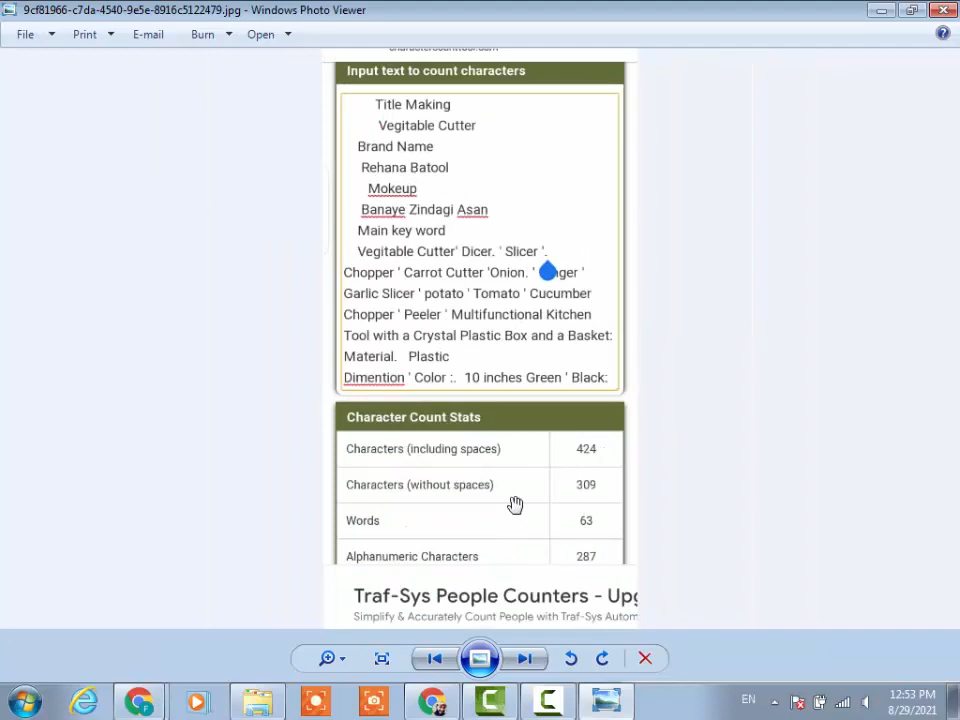 9cf81966-c7da-4540-9e5e-8916c5122479.jpg - Windows Photo Viewer
File Print E-mail Burn Open
Input text to count characters
Title Making
Vegitable Cutter
Brand Name
Rehana Batool
Mokeup
Banaye Zindagi Asan
Main key word
Vegitable Cutter' Dicer. ' Slicer '.
Chopper ' Carrot Cutter 'Onion. ' '
Garlic Slicer ' potato ' Tomato ' Cucumber
Chopper ' Peeler ' Multifunctional Kitchen
Tool with a Crystal Plastic Box and a Basket:
Material. Plastic
Dimention ' Color :. 10 inches Green ' Black:
Character Count Stats
Characters (including spaces) 424
Characters (without spaces) 309
Words 63
Alphanumeric Characters 287
Traf-Sys People Counters - Upg
Simplify & Accurately Count People with Traf-Sys Autom
EN
12:53 PM
8/29/2021